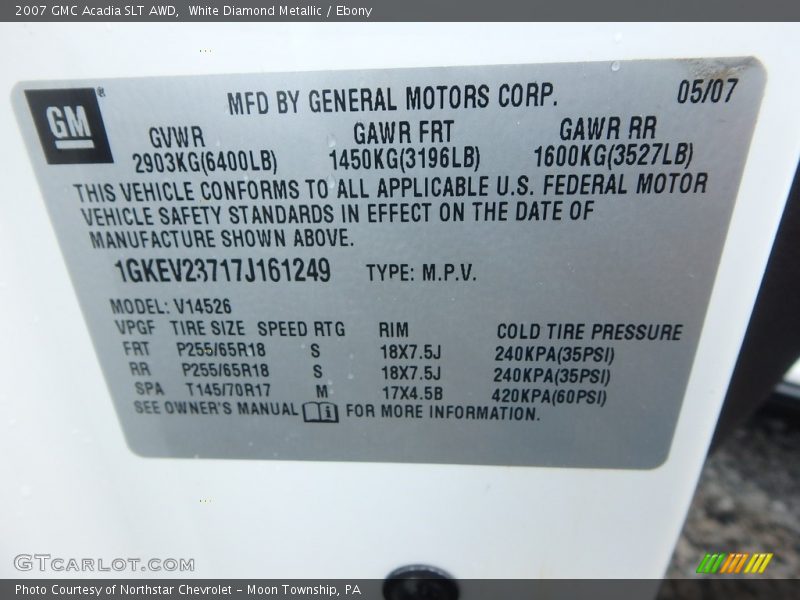 2007 GMC Acadia SLT AWD, White Diamond Metallic / Ebony
GM®
MFD BY GENERAL MOTORS CORP.
05/07
GVWR GAWR FRT GAWR RR
2903KG(6400LB) 1450KG(3196LB) 1600KG(3527LB)
THIS VEHICLE CONFORMS TO ALL APPLICABLE U.S. FEDERAL MOTOR
VEHICLE SAFETY STANDARDS IN EFFECT ON THE DATE OF
MANUFACTURE SHOWN ABOVE.
1GKEV23717J161249 TYPE: M.P.V.
MODEL: V14526
VPGF TIRE SIZE SPEED RTG RIM COLD TIRE PRESSURE
FRT P255/65R18 S 18X7.5J 240KPA(35PSI)
RR P255/65R18 S 18X7.5J 240KPA(35PSI)
SPA T145/70R17 M 17X4.5B 420KPA(60PSI)
SEE OWNER'S MANUAL FOR MORE INFORMATION.
GTCARLOT.COM
Photo Courtesy of Northstar Chevrolet - Moon Township, PA